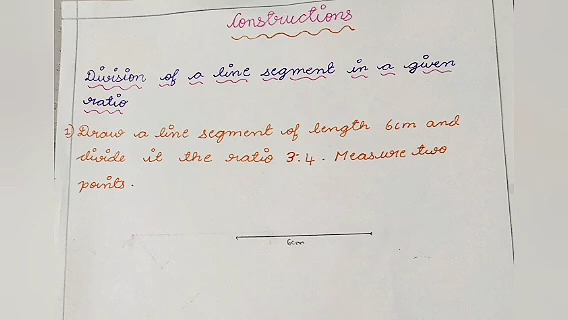 Constructions
Division of a line segment in a given
ratio
1) Draw a line segment of length 6cm and
divide it the ratio 3:4. Measure two
points.
6cm